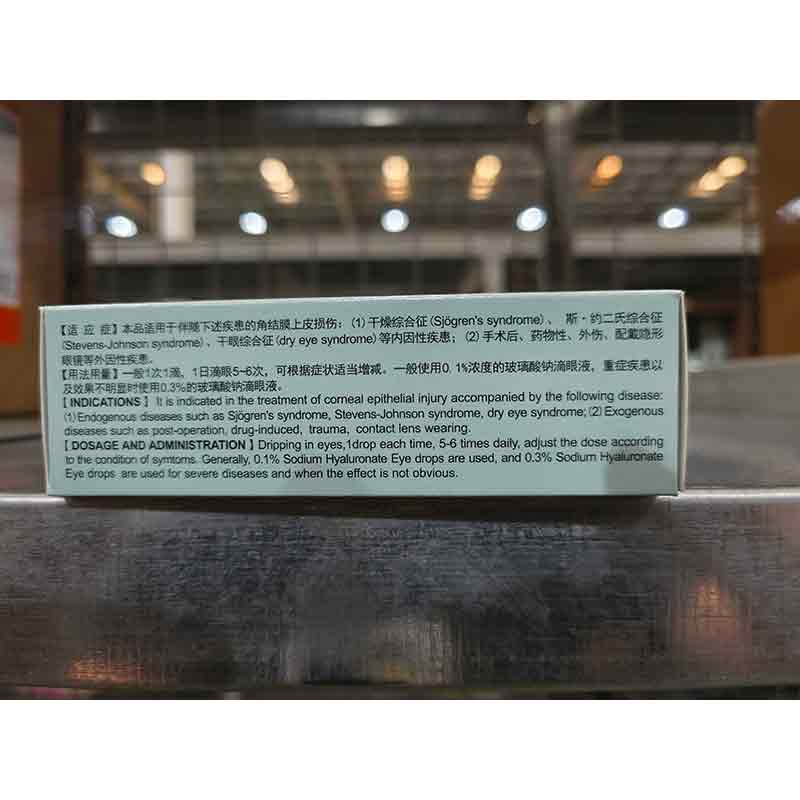 【适 应 症】本品适用于伴随下述疾患的角结膜上皮损伤：(1)干燥综合征(Sjögren's syndrome)、 斯·约二氏综合征
(Stevens-Johnson syndrome)、干眼综合征(dry eye syndrome)等内因性疾患；(2)手术后、药物性、外伤、配戴隐形
眼镜等外因性疾患。
【用法用量】一般1次1滴，1日滴眼5~6次，可根据症状适当增减。一般使用0.1%浓度的玻璃酸钠滴眼液，重症疾患以
及效果不明显时使用0.3%的玻璃酸钠滴眼液。
【INDICATIONS】It is indicated in the treatment of corneal epithelial injury accompanied by the following disease:
(1)Endogenous diseases such as Sjögren's syndrome, Stevens-Johnson syndrome, dry eye syndrome;(2)Exogenous
diseases such as post-operation, drug-induced, trauma, contact lens wearing.
【DOSAGE AND ADMINISTRATION】Dripping in eyes,1drop each time, 5-6 times daily, adjust the dose according
to the condition of symtoms. Generally, 0.1% Sodium Hyaluronate Eye drops are used, and 0.3% Sodium Hyaluronate
Eye drops are used for severe diseases and when the effect is not obvious.